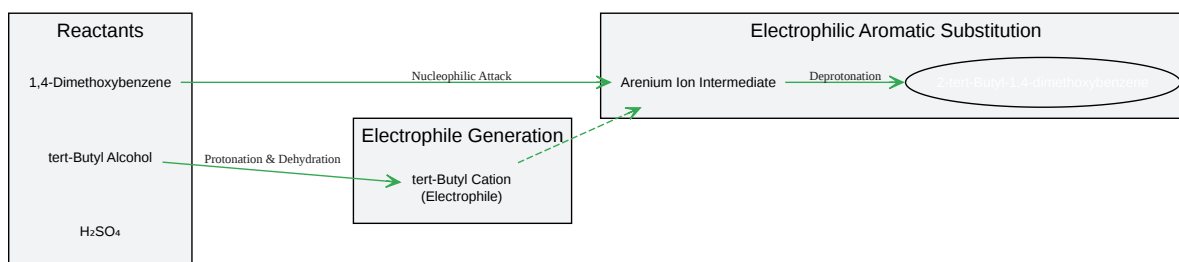 Reactants
1,4-Dimethoxybenzene
tert-Butyl Alcohol
H₂SO₄
Nucleophilic Attack
Protonation & Dehydration
Electrophile Generation
tert-Butyl Cation
(Electrophile)
Electrophilic Aromatic Substitution
Arenium Ion Intermediate
Deprotonation
2-tert-Butyl-1,4-dimethoxybenzene